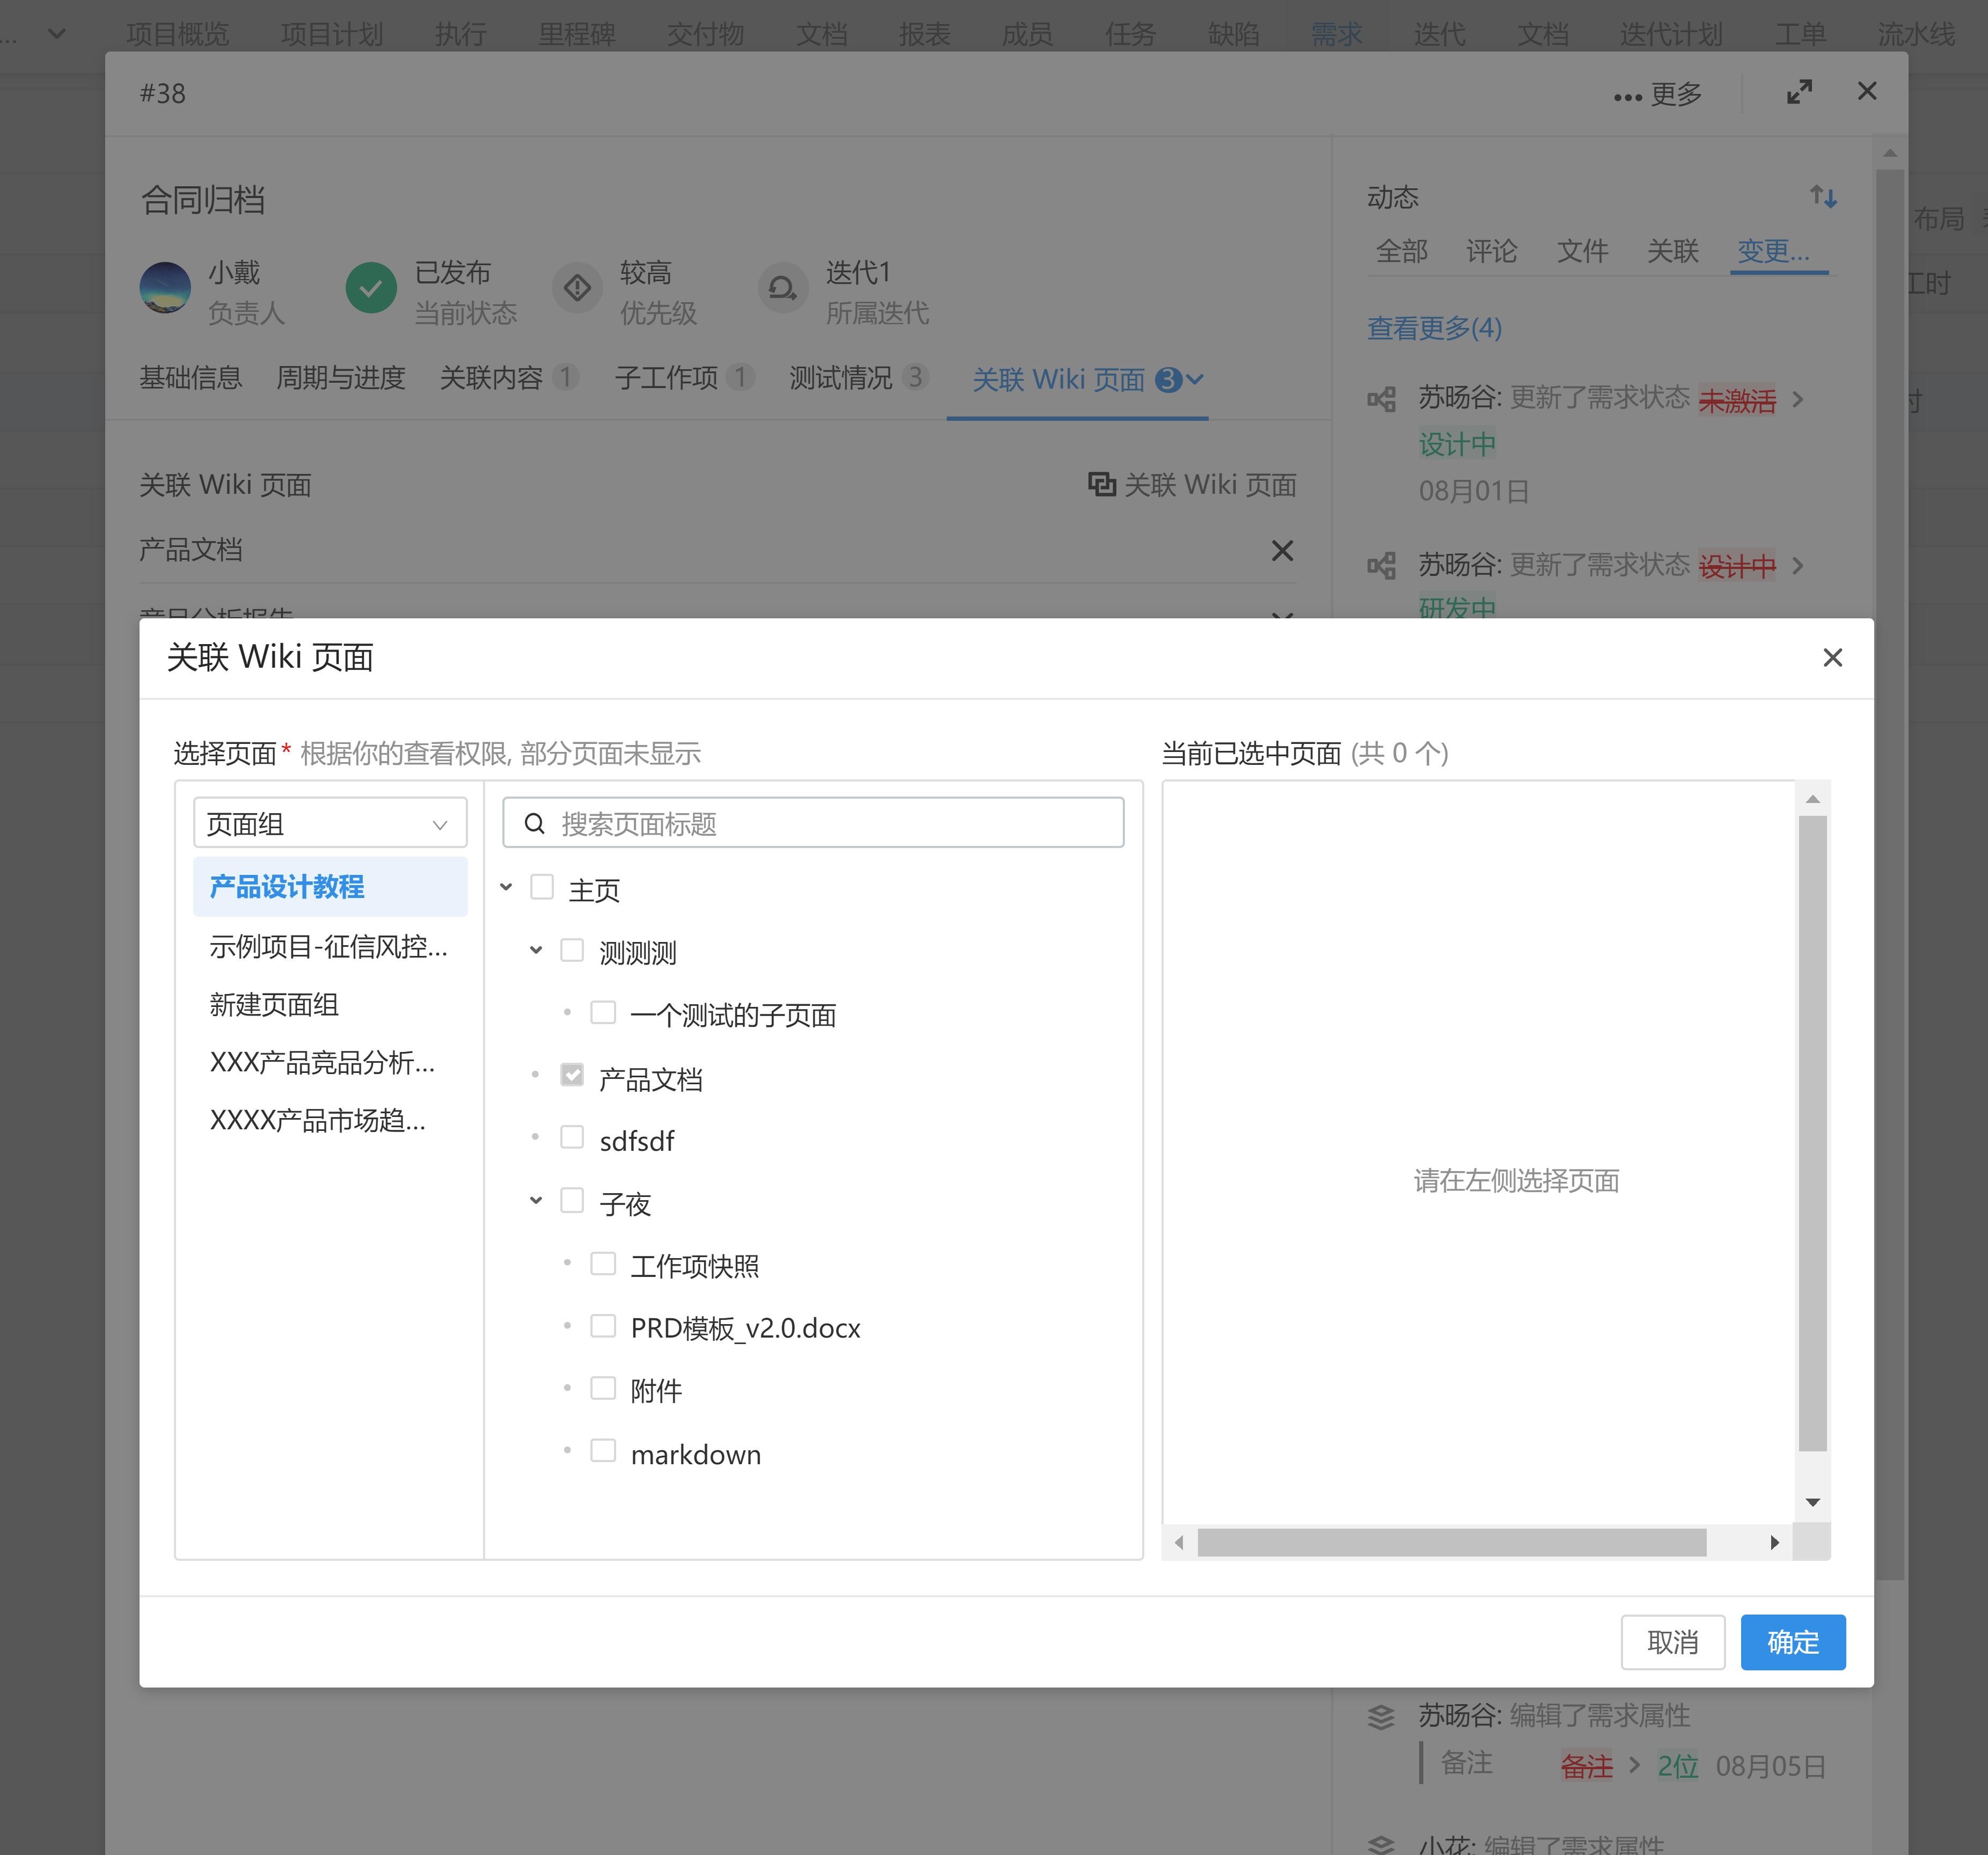 ...
项目概览 项目计划 执行 里程碑 交付物 文档 报表 成员 任务 缺陷 需求 迭代 文档 迭代计划 工单 流水线
#38
更多
合同归档
小戴
负责人
已发布
当前状态
较高
优先级
迭代1
所属迭代
基础信息 周期与进度 关联内容 1 子工作项 1 测试情况 3 关联 Wiki 页面 3
关联 Wiki 页面
关联 Wiki 页面
产品文档
产品分析报告
动态
全部 评论 文件 关联 变更...
查看更多(4)
苏旸谷: 更新了需求状态 未激活
设计中
08月01日
苏旸谷: 更新了需求状态 设计中
研发中
布局
工时
时
关联 Wiki 页面
选择页面* 根据你的查看权限, 部分页面未显示
页面组
产品设计教程
示例项目-征信风控...
新建页面组
XXX产品竞品分析...
XXXX产品市场趋...
搜索页面标题
主页
测测测
一个测试的子页面
产品文档
sdfsdf
子夜
工作项快照
PRD模板_v2.0.docx
附件
markdown
当前已选中页面 (共 0 个)
请在左侧选择页面
取消 确定
苏旸谷: 编辑了需求属性
备注 备注 2位 08月05日
小花: 编辑了需求属性